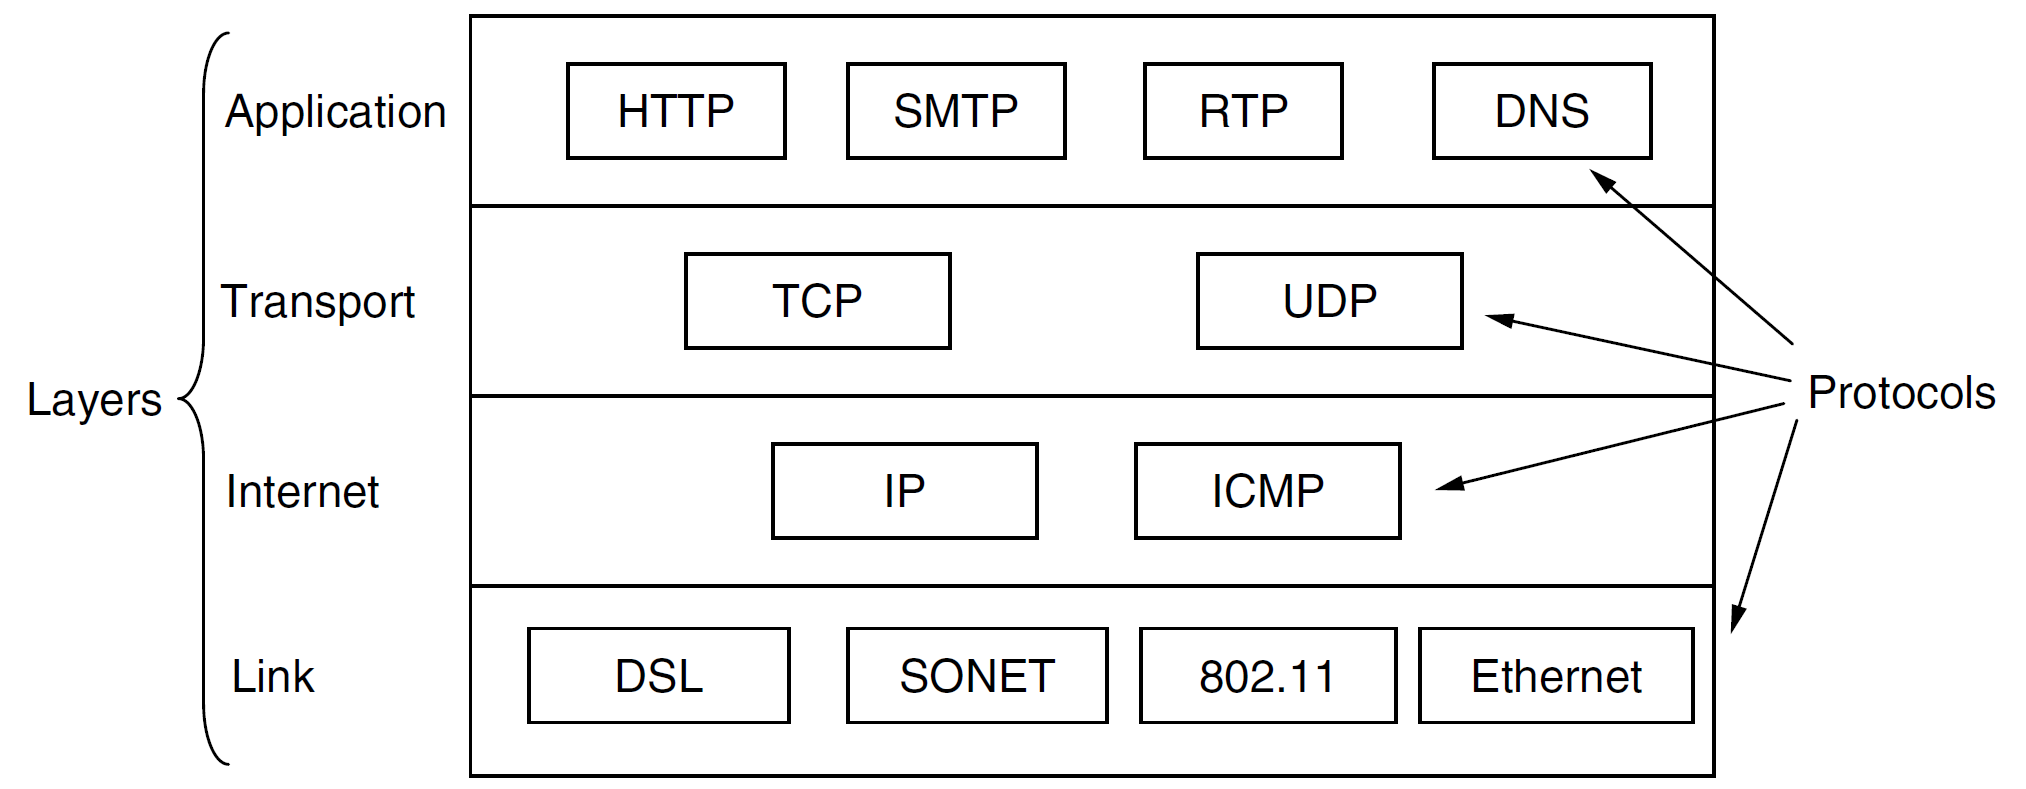 Layers
Application
HTTP
SMTP
RTP
DNS
Transport
TCP
UDP
Internet
IP
ICMP
Link
DSL
SONET
802.11
Ethernet
Protocols